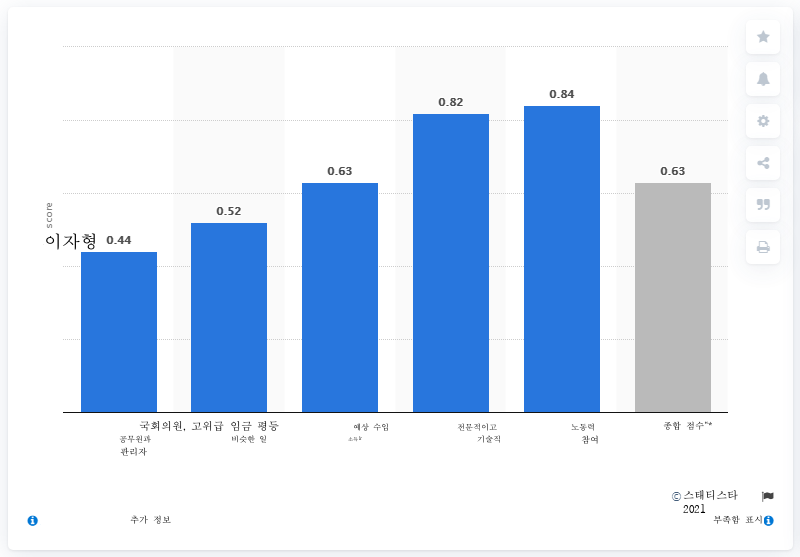 0.84
0.82
0.63
0.63
0.52
0.44
score
이자형
국회의원, 고위급 임금 평등
예상 수입
전문적이고
노동력
종합 점수"*
공무원과
비슷한 일
기술직
참여
관리자
© 스태티스타
2021
추가 정보
부족함 표시